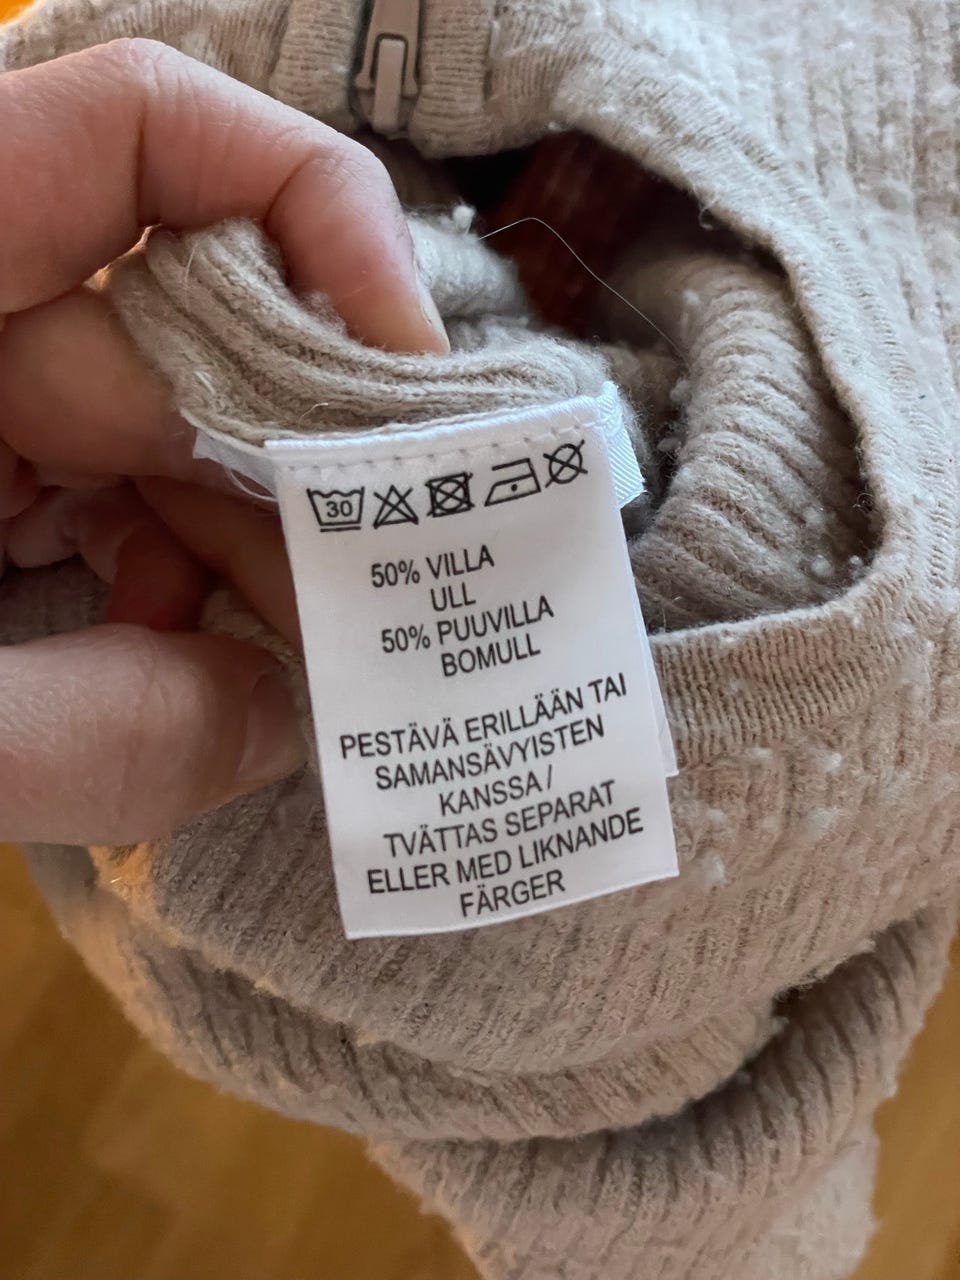 30
50% VILLA
ULL
50% PUUVILLA
BOMULL
PESTÄVÄ ERILLÄÄN TAI
SAMANSÄVYISTEN
KANSSA /
TVÄTTAS SEPARAT
ELLER MED LIKNANDE
FÄRGER